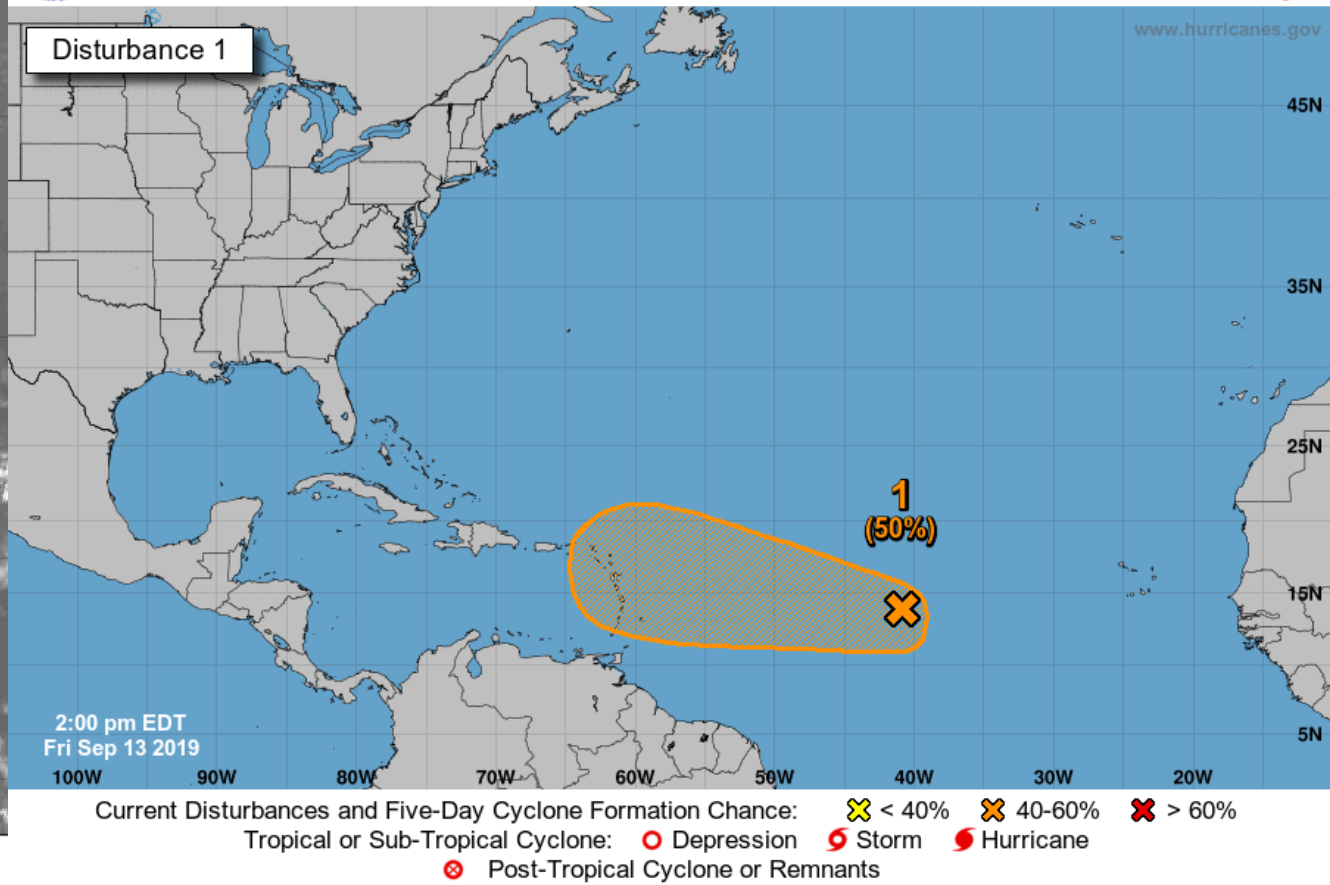 Disturbance 1
www.hurricanes.gov
45N
35N
25N
1
(50%)
15N
5N
2:00 pm EDT
Fri Sep 13 2019
100W 90W 80W 70W 60W 50W 40W 30W 20W
Current Disturbances and Five-Day Cyclone Formation Chance: < 40% 40-60% > 60%
Tropical or Sub-Tropical Cyclone: Depression Storm Hurricane
Post-Tropical Cyclone or Remnants